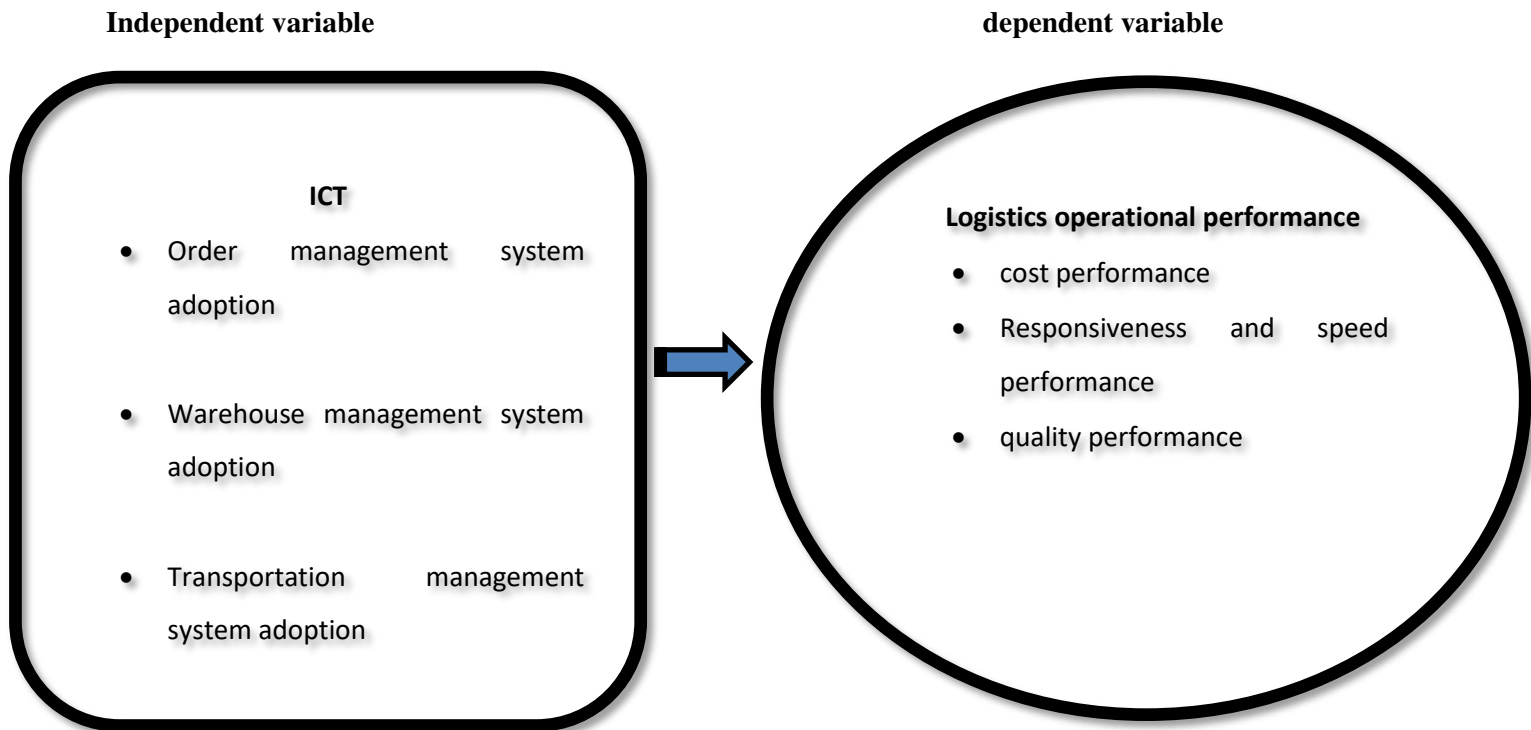 Independent variable
dependent variable
ICT
• Order management system
adoption
• Warehouse management system
adoption
• Transportation management
system adoption
Logistics operational performance
• cost performance
• Responsiveness and speed
performance
• quality performance